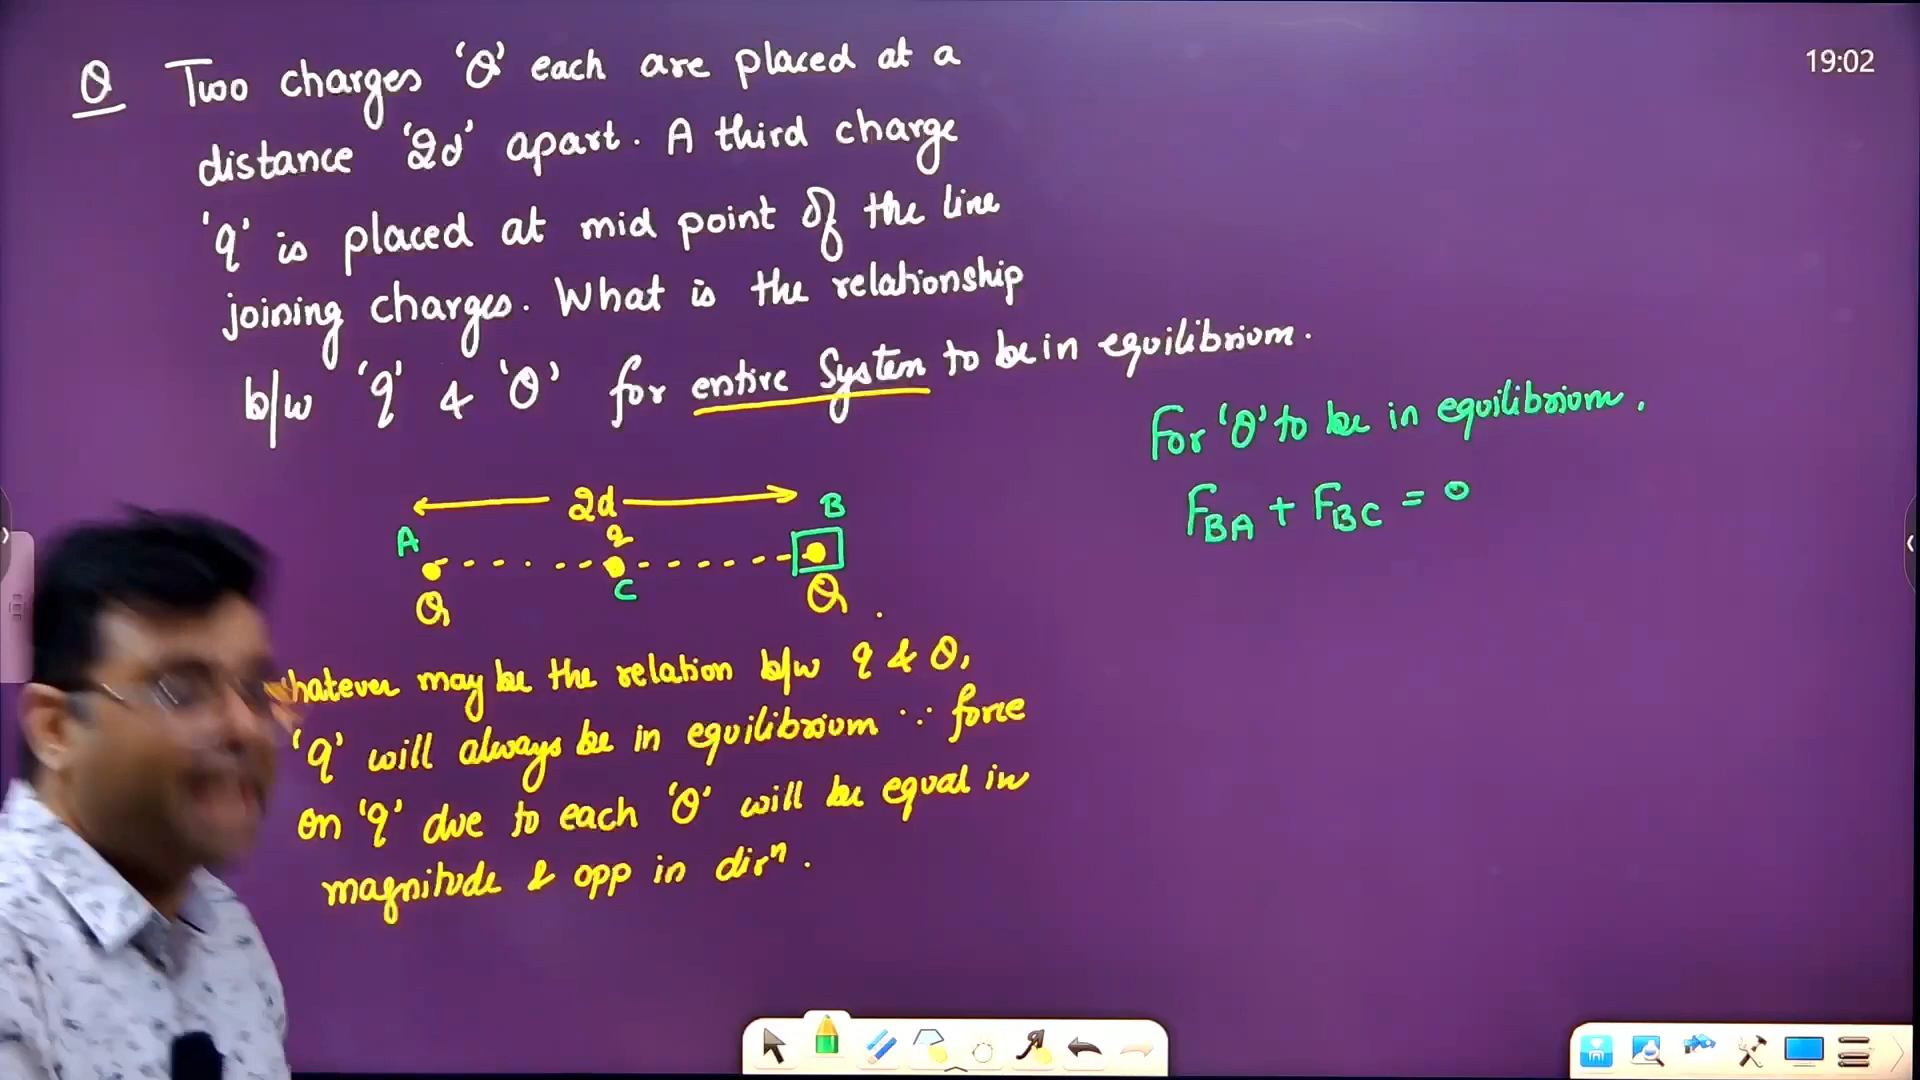 Q Two charges 'Q' each are placed at a
distance '2d' apart. A third charge
'q' is placed at mid point of the line
joining charges. What is the relationship
b/w 'q' & 'Q' for entire System to be in equilibrium.
2d
A q B
C
Q Q
hatever may be the relation b/w q & Q,
'q' will always be in equilibrium ∵ force
on 'q' due to each 'Q' will be equal in
magnitude & opp in dirⁿ.
For 'Q' to be in equilibrium.
F_BA + F_BC = 0
19:02